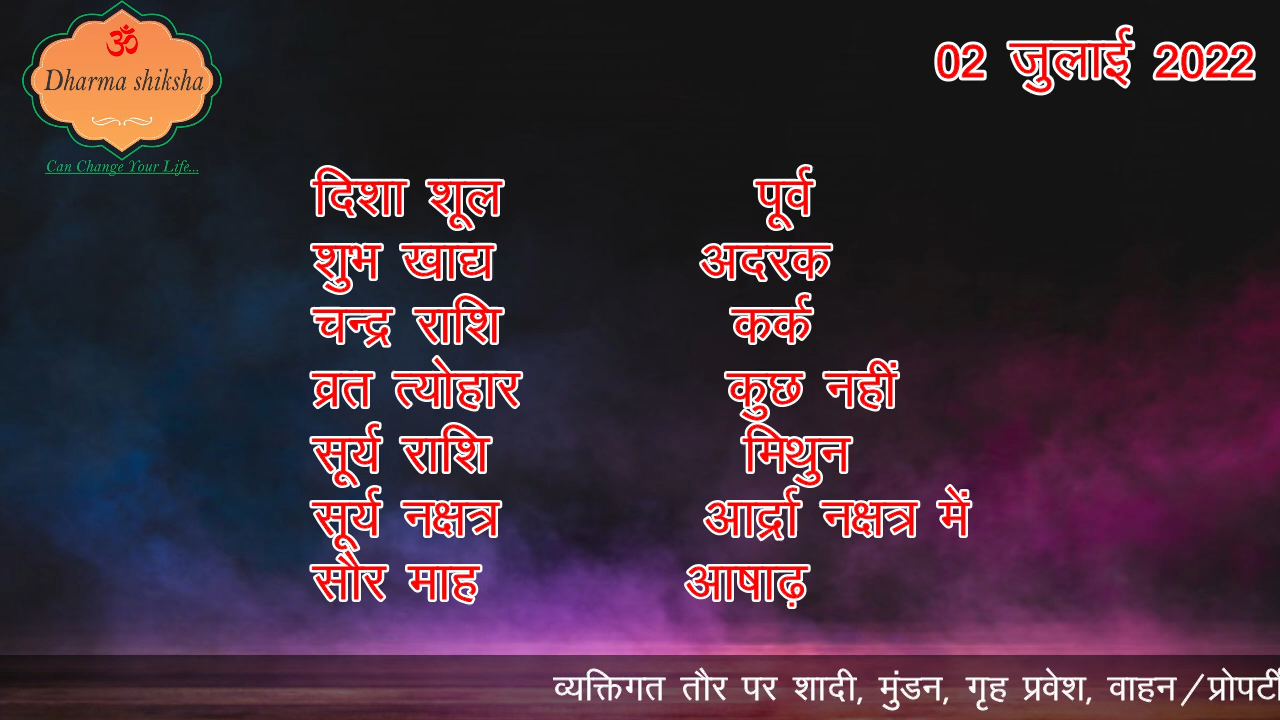 ॐ
Dharma shiksha
Can Change Your Life...
02 जुलाई 2022
दिशा शूल पूर्व
शुभ खाद्य अदरक
चन्द्र राशि कर्क
व्रत त्योहार कुछ नहीं
सूर्य राशि मिथुन
सूर्य नक्षत्र आर्द्रा नक्षत्र में
सौर माह आषाढ़
व्यक्तिगत तौर पर शादी, मुंडन, गृह प्रवेश, वाहन/प्रोपर्टी